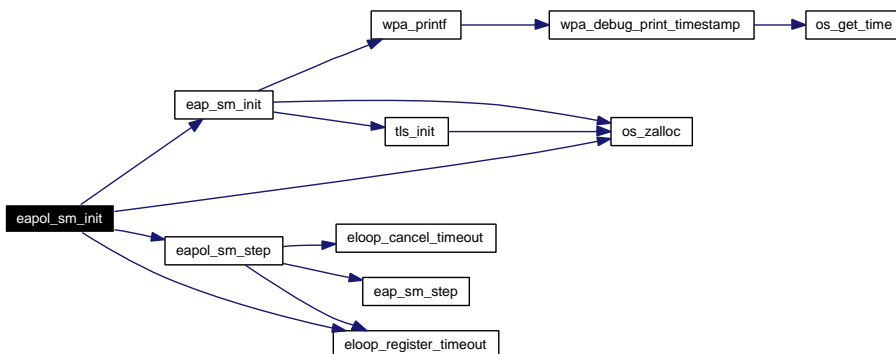 wpa_printf
wpa_debug_print_timestamp
os_get_time
eap_sm_init
tls_init
os_zalloc
eapol_sm_init
eapol_sm_step
eloop_cancel_timeout
eap_sm_step
eloop_register_timeout